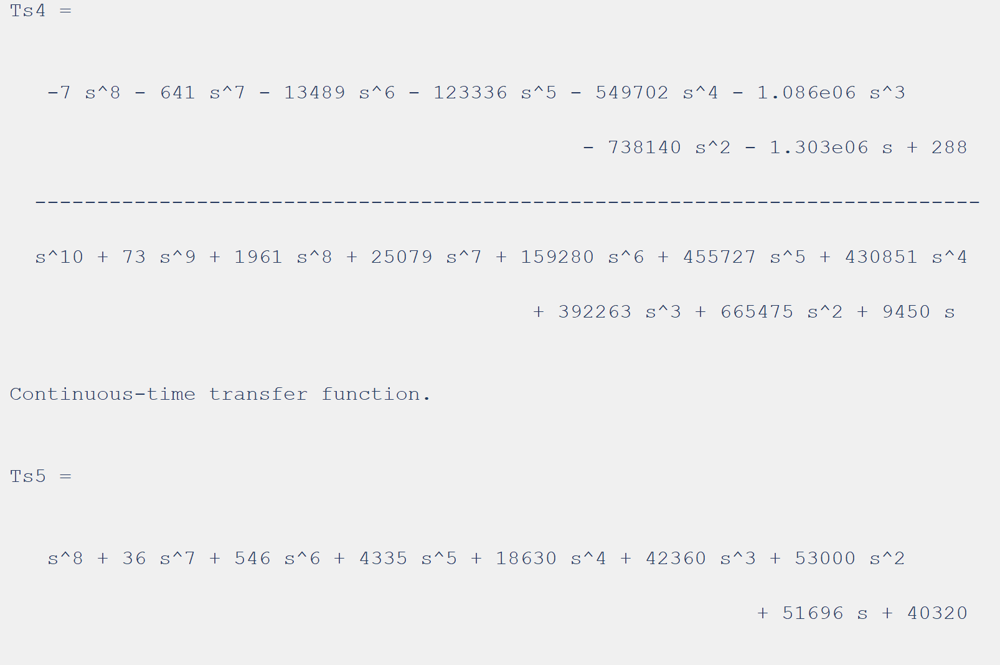 Ts4 =
-7 s^8 - 641 s^7 - 13489 s^6 - 123336 s^5 - 549702 s^4 - 1.086e06 s^3
- 738140 s^2 - 1.303e06 s + 288
----------------------------------------------------------------------------
s^10 + 73 s^9 + 1961 s^8 + 25079 s^7 + 159280 s^6 + 455727 s^5 + 430851 s^4
+ 392263 s^3 + 665475 s^2 + 9450 s
Continuous-time transfer function.
Ts5 =
s^8 + 36 s^7 + 546 s^6 + 4335 s^5 + 18630 s^4 + 42360 s^3 + 53000 s^2
+ 51696 s + 40320